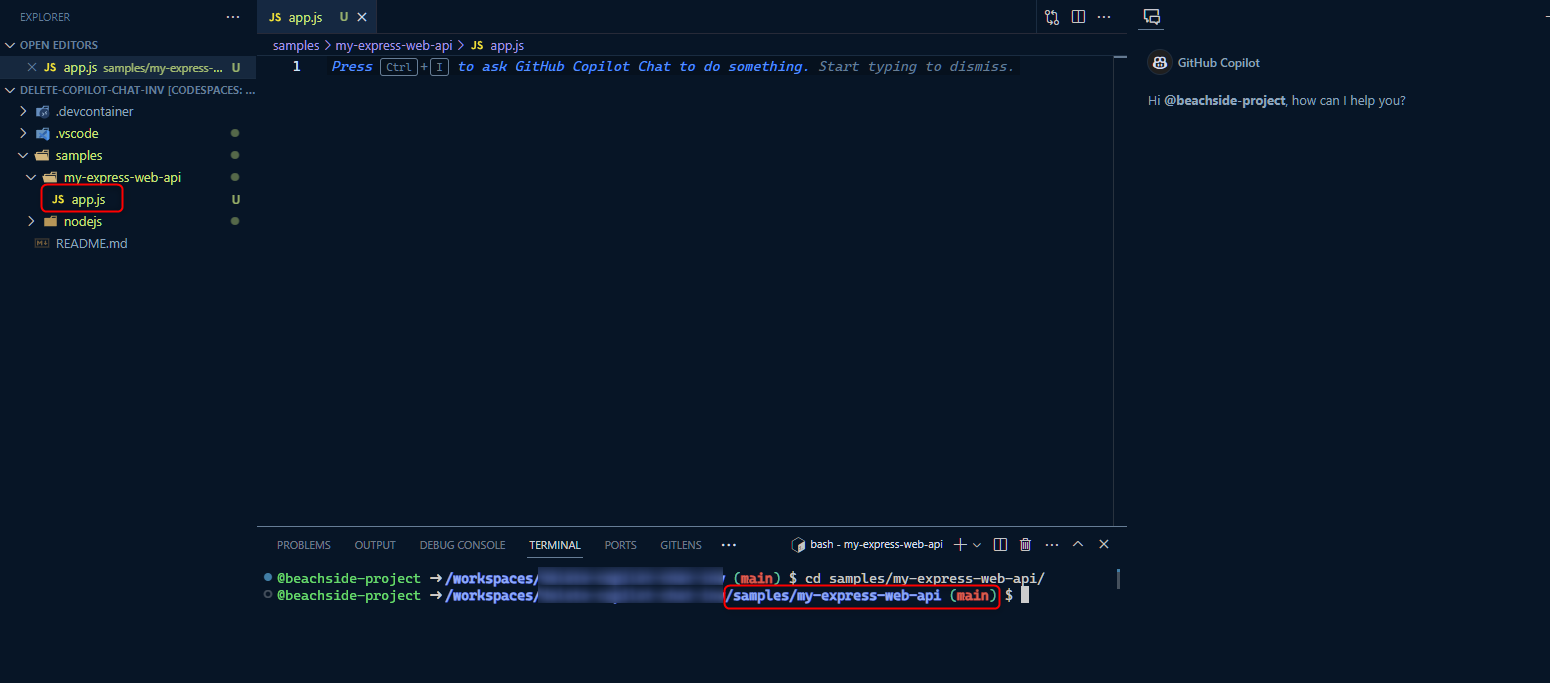 EXPLORER
OPEN EDITORS
JS app.js samples/my-express-... U
DELETE-COPILOT-CHAT-INV [CODESPACES: ...
.devcontainer
.vscode
samples
my-express-web-api
JS app.js U
nodejs
README.md
JS app.js U
samples > my-express-web-api > JS app.js
1 Press Ctrl+I to ask GitHub Copilot Chat to do something. Start typing to dismiss.
PROBLEMS OUTPUT DEBUG CONSOLE TERMINAL PORTS GITLENS ... bash - my-express-web-api
@beachside-project → /workspaces/ (main) $ cd samples/my-express-web-api/
@beachside-project → /workspaces/ /samples/my-express-web-api (main) $
GitHub Copilot
Hi @beachside-project, how can I help you?